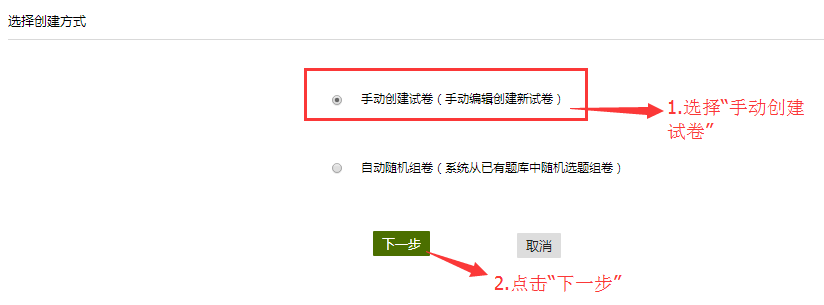 选择创建方式
手动创建试卷（手动编辑创建新试卷）
1.选择“手动创建
试卷”
自动随机组卷（系统从已有题库中随机选题组卷）
下一步
取消
2.点击“下一步”